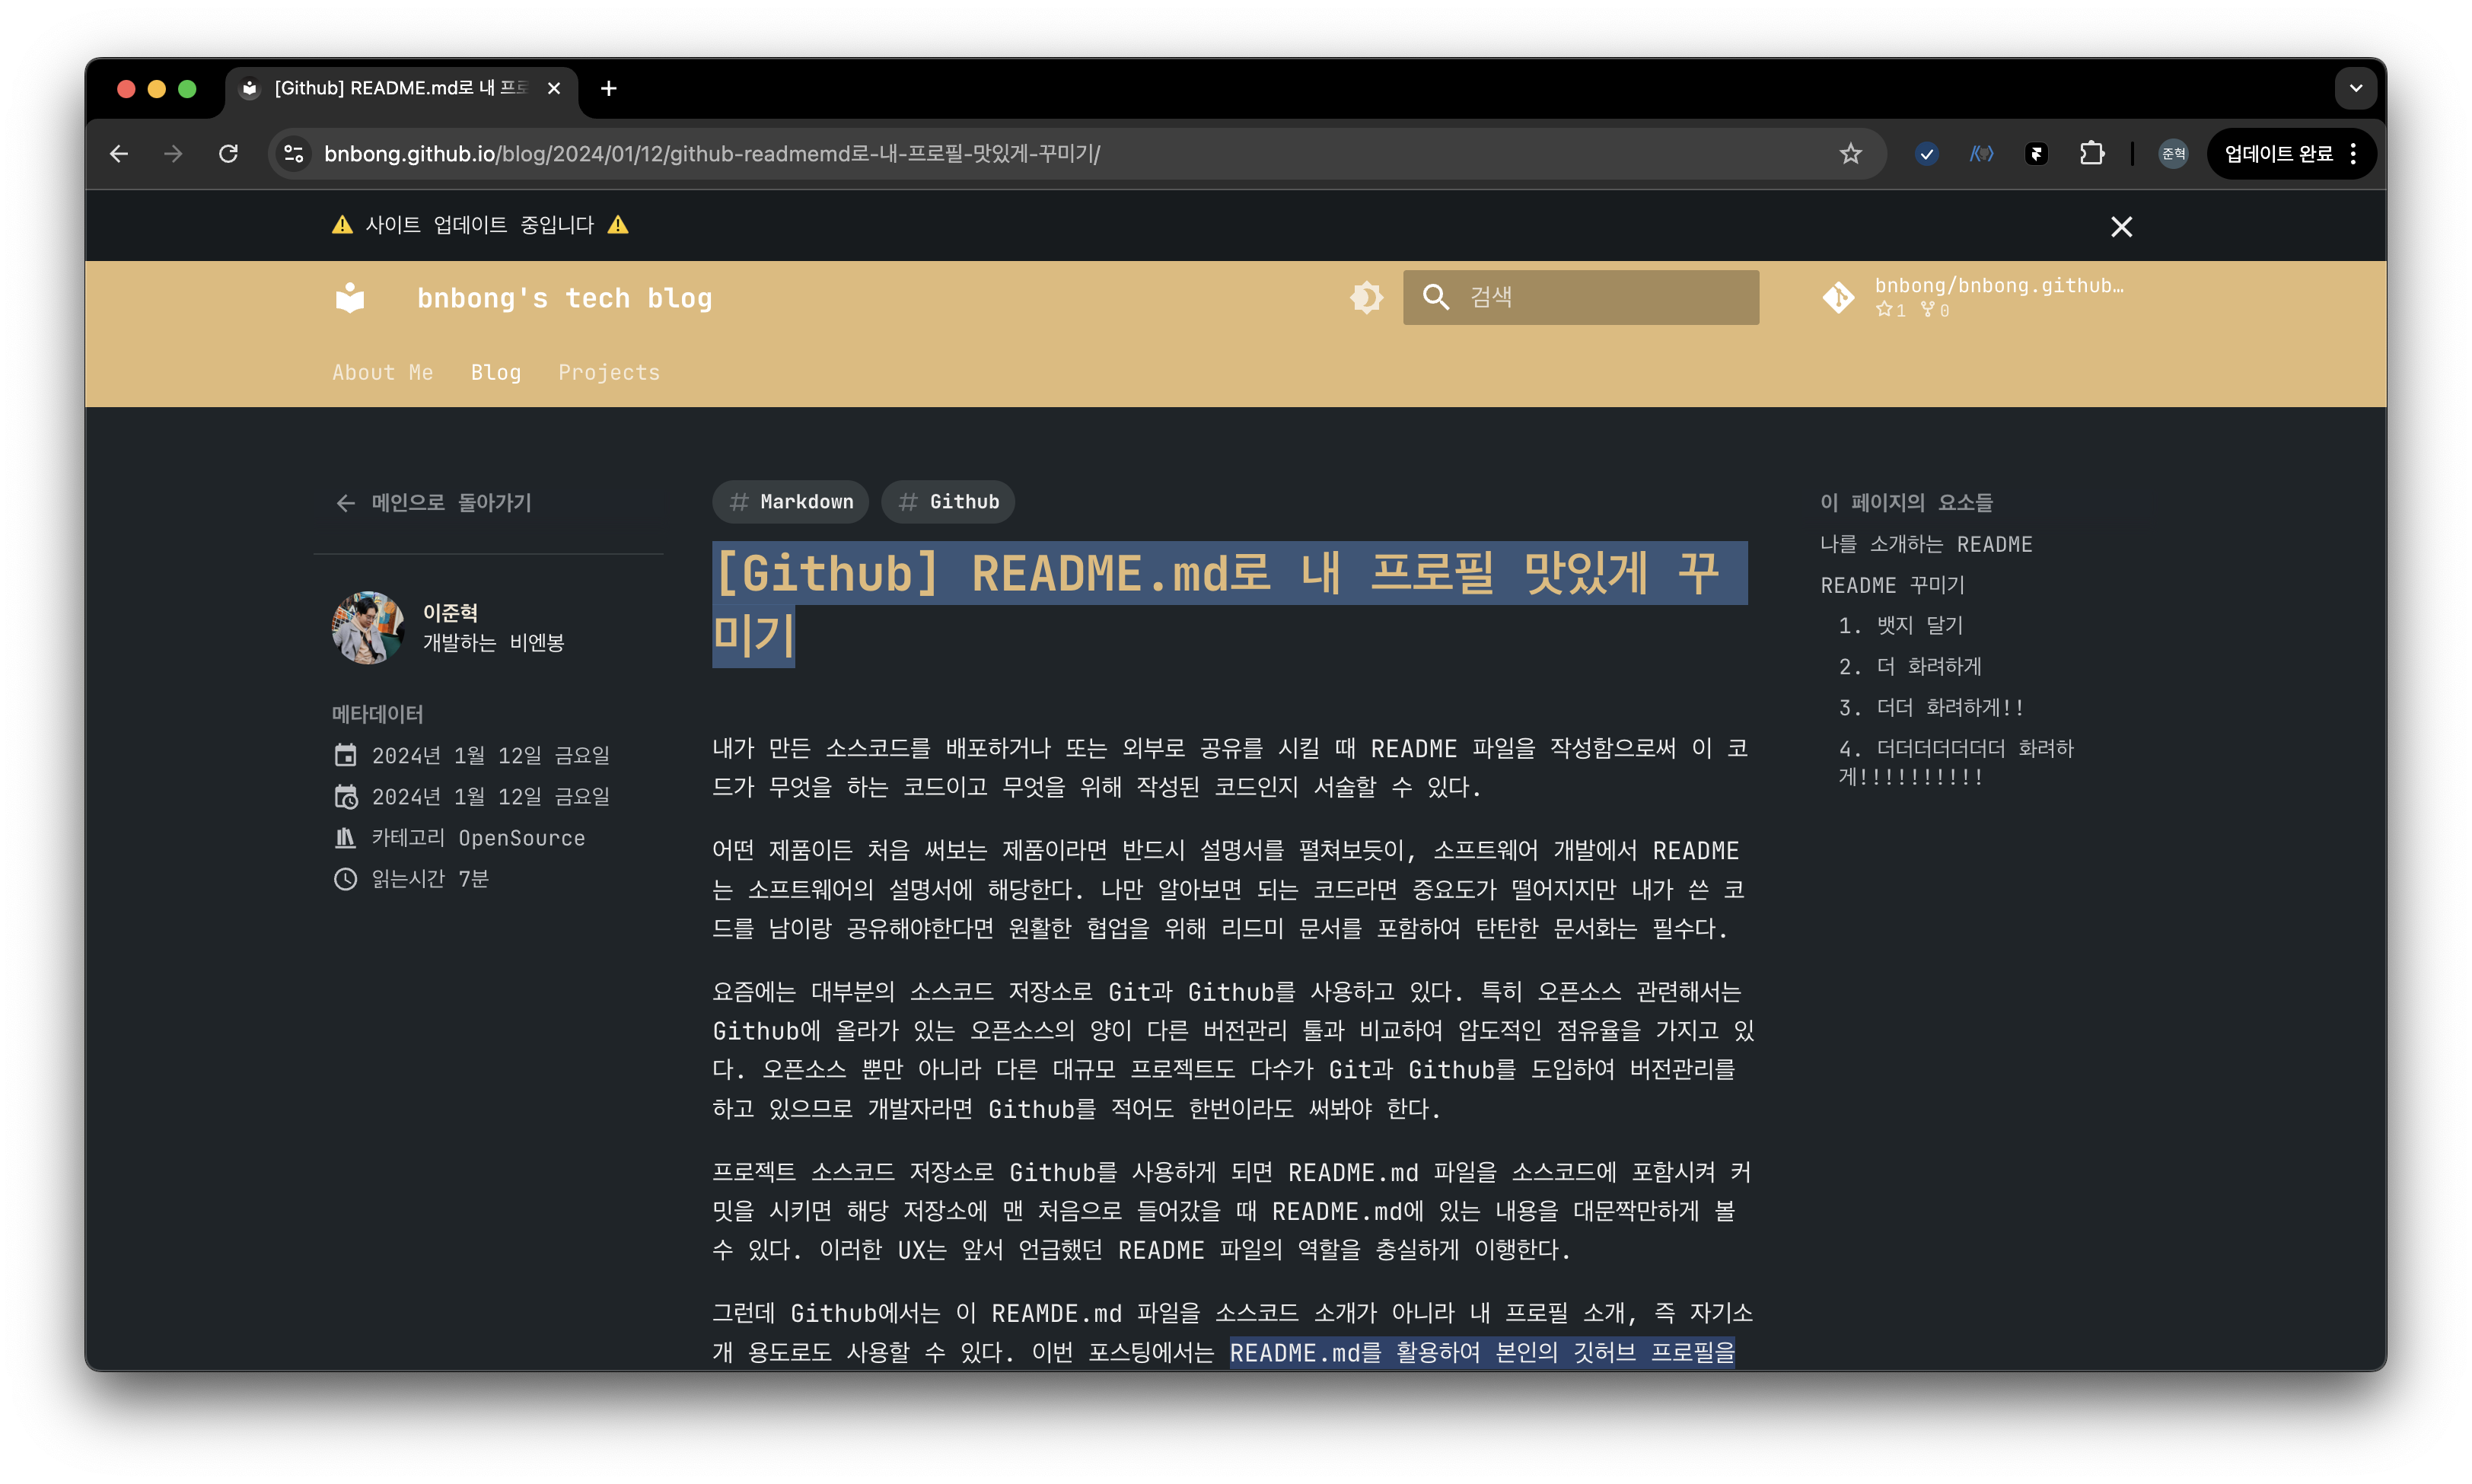 [Github] README.md로 내 프로
bnbong.github.io/blog/2024/01/12/github-readmemd로-내-프로필-맛있게-꾸미기/
준혁
업데이트 완료
사이트 업데이트 중입니다
bnbong's tech blog
검색
bnbong/bnbong.github…
1 0
About Me Blog Projects
메인으로 돌아가기
이준혁
개발하는 비엔봉
메타데이터
2024년 1월 12일 금요일
2024년 1월 12일 금요일
카테고리 OpenSource
읽는시간 7분
# Markdown # Github
[Github] README.md로 내 프로필 맛있게 꾸
미기
내가 만든 소스코드를 배포하거나 또는 외부로 공유를 시킬 때 README 파일을 작성함으로써 이 코
드가 무엇을 하는 코드이고 무엇을 위해 작성된 코드인지 서술할 수 있다.
어떤 제품이든 처음 써보는 제품이라면 반드시 설명서를 펼쳐보듯이, 소프트웨어 개발에서 README
는 소프트웨어의 설명서에 해당한다. 나만 알아보면 되는 코드라면 중요도가 떨어지지만 내가 쓴 코
드를 남이랑 공유해야한다면 원활한 협업을 위해 리드미 문서를 포함하여 탄탄한 문서화는 필수다.
요즘에는 대부분의 소스코드 저장소로 Git과 Github를 사용하고 있다. 특히 오픈소스 관련해서는
Github에 올라가 있는 오픈소스의 양이 다른 버전관리 툴과 비교하여 압도적인 점유율을 가지고 있
다. 오픈소스 뿐만 아니라 다른 대규모 프로젝트도 다수가 Git과 Github를 도입하여 버전관리를
하고 있으므로 개발자라면 Github를 적어도 한번이라도 써봐야 한다.
프로젝트 소스코드 저장소로 Github를 사용하게 되면 README.md 파일을 소스코드에 포함시켜 커
밋을 시키면 해당 저장소에 맨 처음으로 들어갔을 때 README.md에 있는 내용을 대문짝만하게 볼
수 있다. 이러한 UX는 앞서 언급했던 README 파일의 역할을 충실하게 이행한다.
그런데 Github에서는 이 REAMDE.md 파일을 소스코드 소개가 아니라 내 프로필 소개, 즉 자기소
개 용도로도 사용할 수 있다. 이번 포스팅에서는 README.md를 활용하여 본인의 깃허브 프로필을
이 페이지의 요소들
나를 소개하는 README
README 꾸미기
1. 뱃지 달기
2. 더 화려하게
3. 더더 화려하게!!
4. 더더더더더더더 화려하
게!!!!!!!!!!